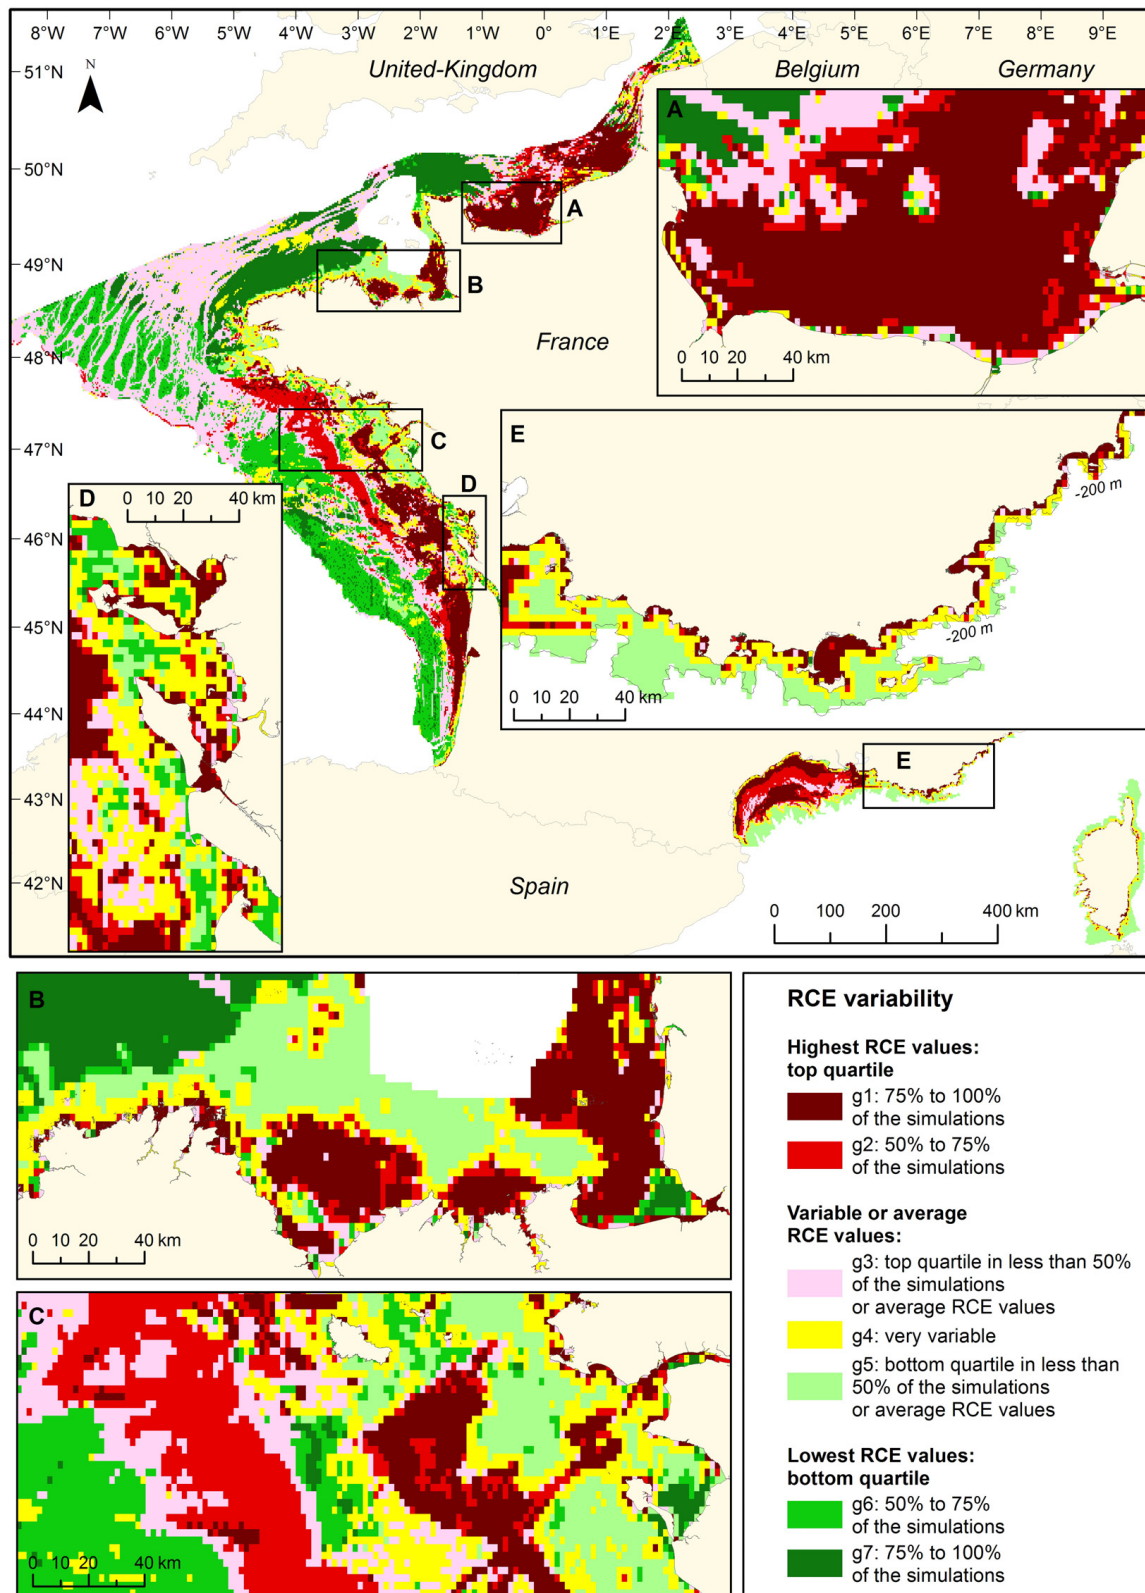 8°W 7°W 6°W 5°W 4°W 3°W 2°W 1°W 0° 1°E 2°E 3°E 4°E 5°E 6°E 7°E 8°E 9°E
51°N
50°N
49°N
48°N
47°N
46°N
45°N
44°N
43°N
42°N
N
United-Kingdom
Belgium
Germany
France
Spain
A
B
C
D
E
0 100 200 400 km
A
0 10 20 40 km
E
-200 m
-200 m
0 10 20 40 km
D
0 10 20 40 km
B
0 10 20 40 km
C
0 10 20 40 km
RCE variability
Highest RCE values:
top quartile
g1: 75% to 100%
of the simulations
g2: 50% to 75%
of the simulations
Variable or average
RCE values:
g3: top quartile in less than 50%
of the simulations
or average RCE values
g4: very variable
g5: bottom quartile in less than
50% of the simulations
or average RCE values
Lowest RCE values:
bottom quartile
g6: 50% to 75%
of the simulations
g7: 75% to 100%
of the simulations